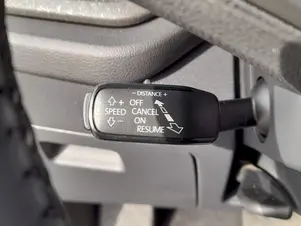 − DISTANCE +
+ OFF
SPEED CANCEL
− ON
RESUME